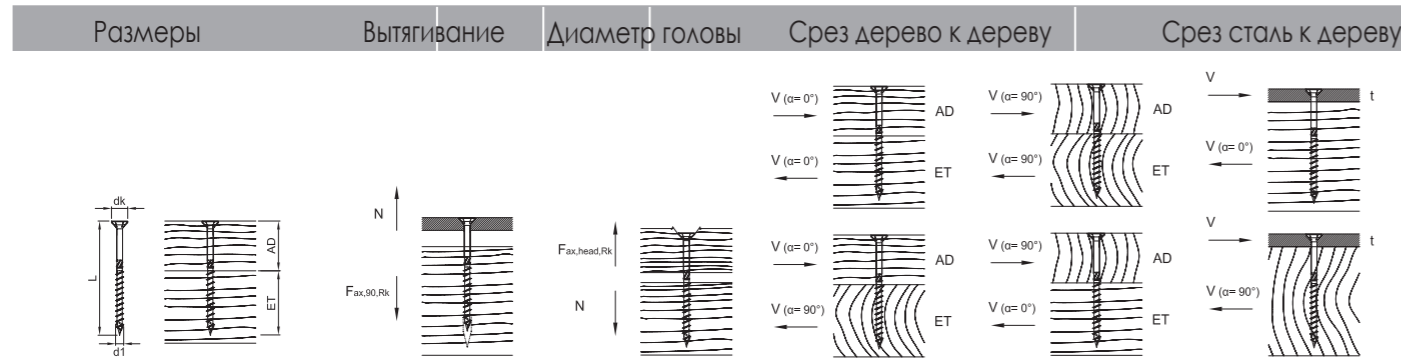 Размеры Вытягивание Диаметр головы Срез дерево к дереву Срез сталь к дереву
V (α= 0°) AD V (α= 90°) AD V t
V (α= 0°) ET V (α= 90°) ET V (α= 0°)
dk N
L AD ET
d1
Fax,90,Rk
Fax,head,Rk
N
V (α= 0°) AD V (α= 90°) AD V t
V (α= 90°) ET V (α= 0°) ET V (α= 90°)